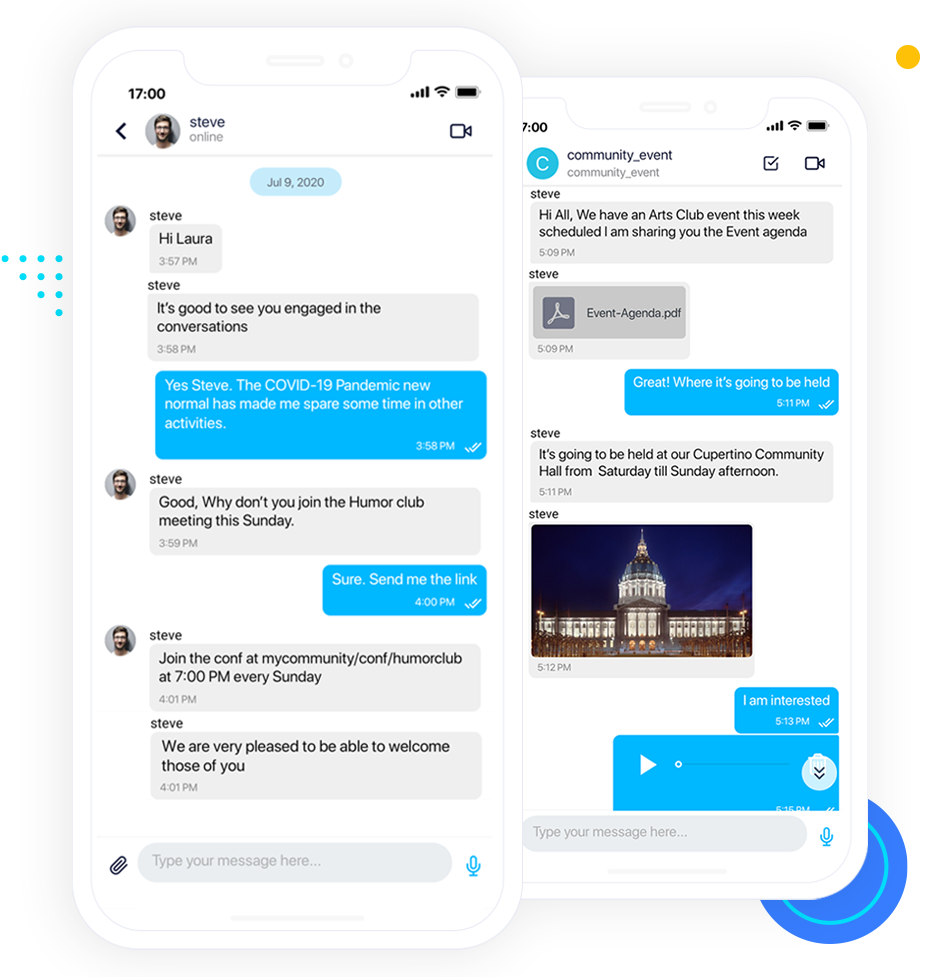 17:00
steve
online
Jul 9, 2020
steve
Hi Laura
3:57 PM
steve
It's good to see you engaged in the
conversations
3:58 PM
Yes Steve. The COVID-19 Pandemic new
normal has made me spare some time in other
activities.
3:58 PM
steve
Good, Why don't you join the Humor club
meeting this Sunday.
3:59 PM
Sure. Send me the link
4:00 PM
steve
Join the conf at mycommunity/conf/humorclub
at 7:00 PM every Sunday
4:01 PM
steve
We are very pleased to be able to welcome
those of you
4:01 PM
Type your message here...
7:00
C
community_event
community_event
steve
Hi All, We have an Arts Club event this week
scheduled I am sharing you the Event agenda
5:09 PM
steve
Event-Agenda.pdf
5:09 PM
Great! Where it's going to be held
5:11 PM
steve
It's going to be held at our Cupertino Community
Hall from Saturday till Sunday afternoon.
5:11 PM
steve
5:12 PM
I am interested
5:13 PM
5:15 PM
Type your message here...